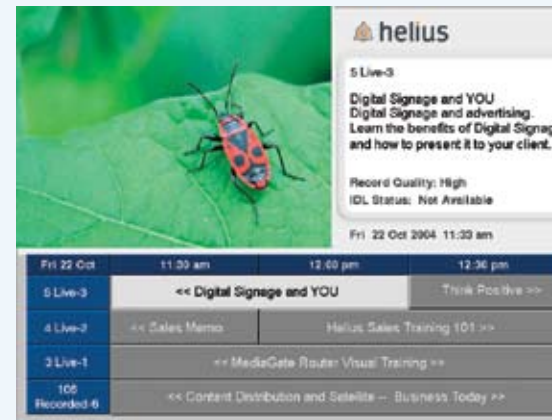 helius
5 Live-3
Digital Signage and YOU
Digital Signage and advertising.
Learn the benefits of Digital Signage
and how to present it to your client.
Record Quality: High
IDL Status: Not Available
Fri 22 Oct 2004 11:33 am
Fri 22 Oct 11:30 am 12:00 pm 12:30 pm
5 Live-3 << Digital Signage and YOU Think Positive >>
4 Live-2 << Sales Memo Helius Sales Training 101 >>
3 Live-1 << MediaGate Router Visual Training >>
106
Recorded-6 << Content Distribution and Satellite -- Business Today >>